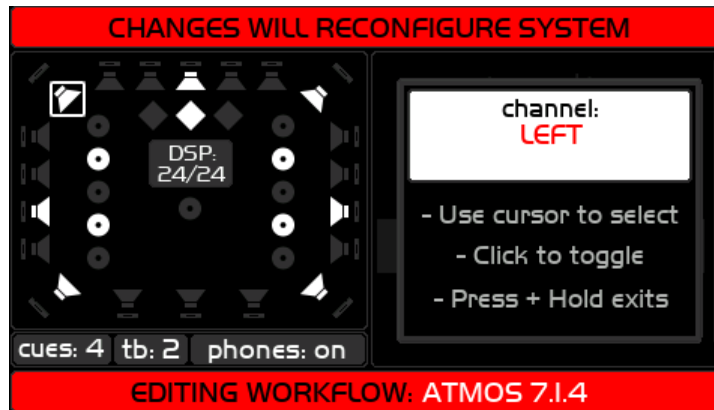 CHANGES WILL RECONFIGURE SYSTEM
DSP:
24/24
channel:
LEFT
- Use cursor to select
- Click to toggle
- Press + Hold exits
cues: 4 tb: 2 phones: on
EDITING WORKFLOW: ATMOS 7.1.4